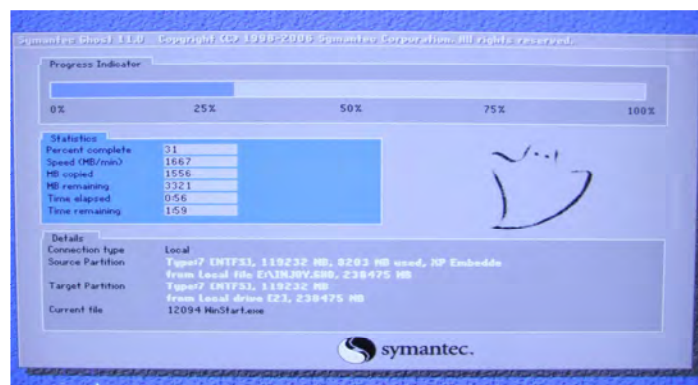 Symantec Ghost 11.0 Copyright (C) 1998-2006 Symantec Corporation. All rights reserved.
Progress Indicator
0% 25% 50% 75% 100%
Statistics
Percent complete 31
Speed (MB/min) 1667
MB copied 1556
MB remaining 3321
Time elapsed 0:56
Time remaining 1:59
Details
Connection type Local
Source Partition Type:7 [NTFS], 119232 MB, 8203 MB used, XP Embedde
from Local file E:\INJOY.GHO, 238475 MB
Target Partition Type:7 [NTFS], 119232 MB
from Local drive [2], 238475 MB
Current file 12094 WinStart.exe
symantec.